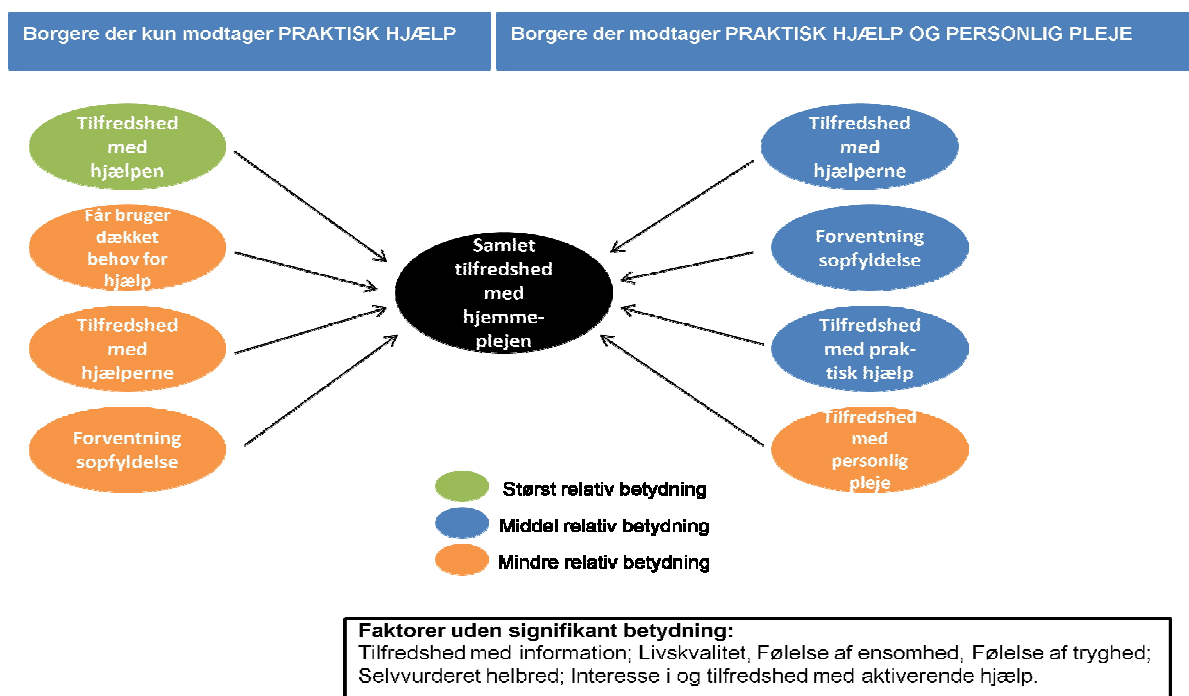 Borgere der kun modtager PRAKTISK HJÆLP
Borgere der modtager PRAKTISK HJÆLP OG PERSONLIG PLEJE
Tilfredshed
med
hjælpen
Får bruger
dækket
behov for
hjælp
Tilfredshed
med
hjælperne
Forventning
sopfyldelse
Samlet
tilfredshed
med
hjemme-
plejen
Tilfredshed
med
hjælperne
Forventning
sopfyldelse
Tilfredshed
med prak-
tisk hjælp
Tilfredshed
med
personlig
pleje
Størst relativ betydning
Middel relativ betydning
Mindre relativ betydning
Faktorer uden signifikant betydning:
Tilfredshed med information; Livskvalitet, Følelse af ensomhed, Følelse af tryghed;
Selvvurderet helbred; Interesse i og tilfredshed med aktiverende hjælp.